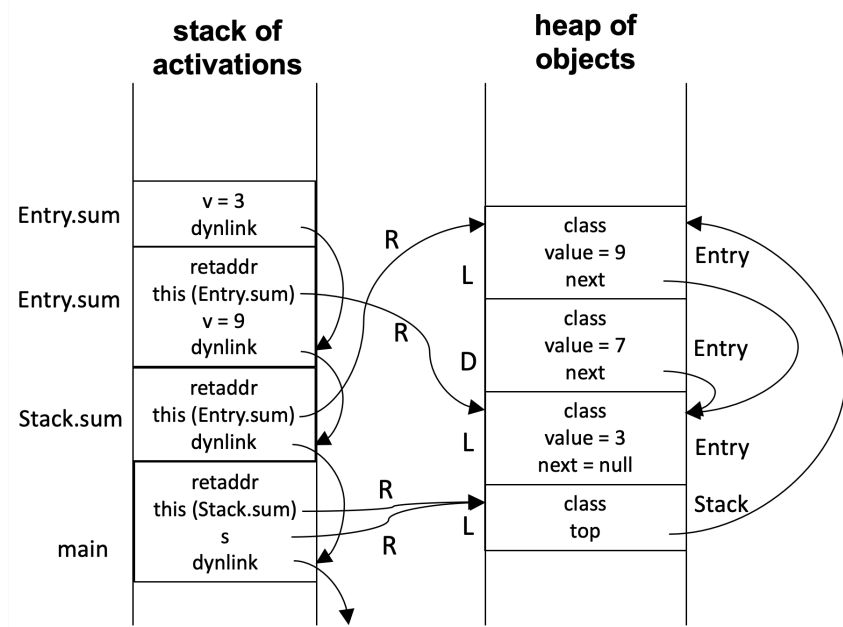 stack of
activations
heap of
objects
Entry.sum
v = 3
dynlink
Entry.sum
retaddr
this (Entry.sum)
v = 9
dynlink
Stack.sum
retaddr
this (Entry.sum)
dynlink
main
retaddr
this (Stack.sum)
s
dynlink
R
R
R
R
L
D
L
L
class
value = 9
next
Entry
class
value = 7
next
Entry
class
value = 3
next = null
Entry
class
top
Stack